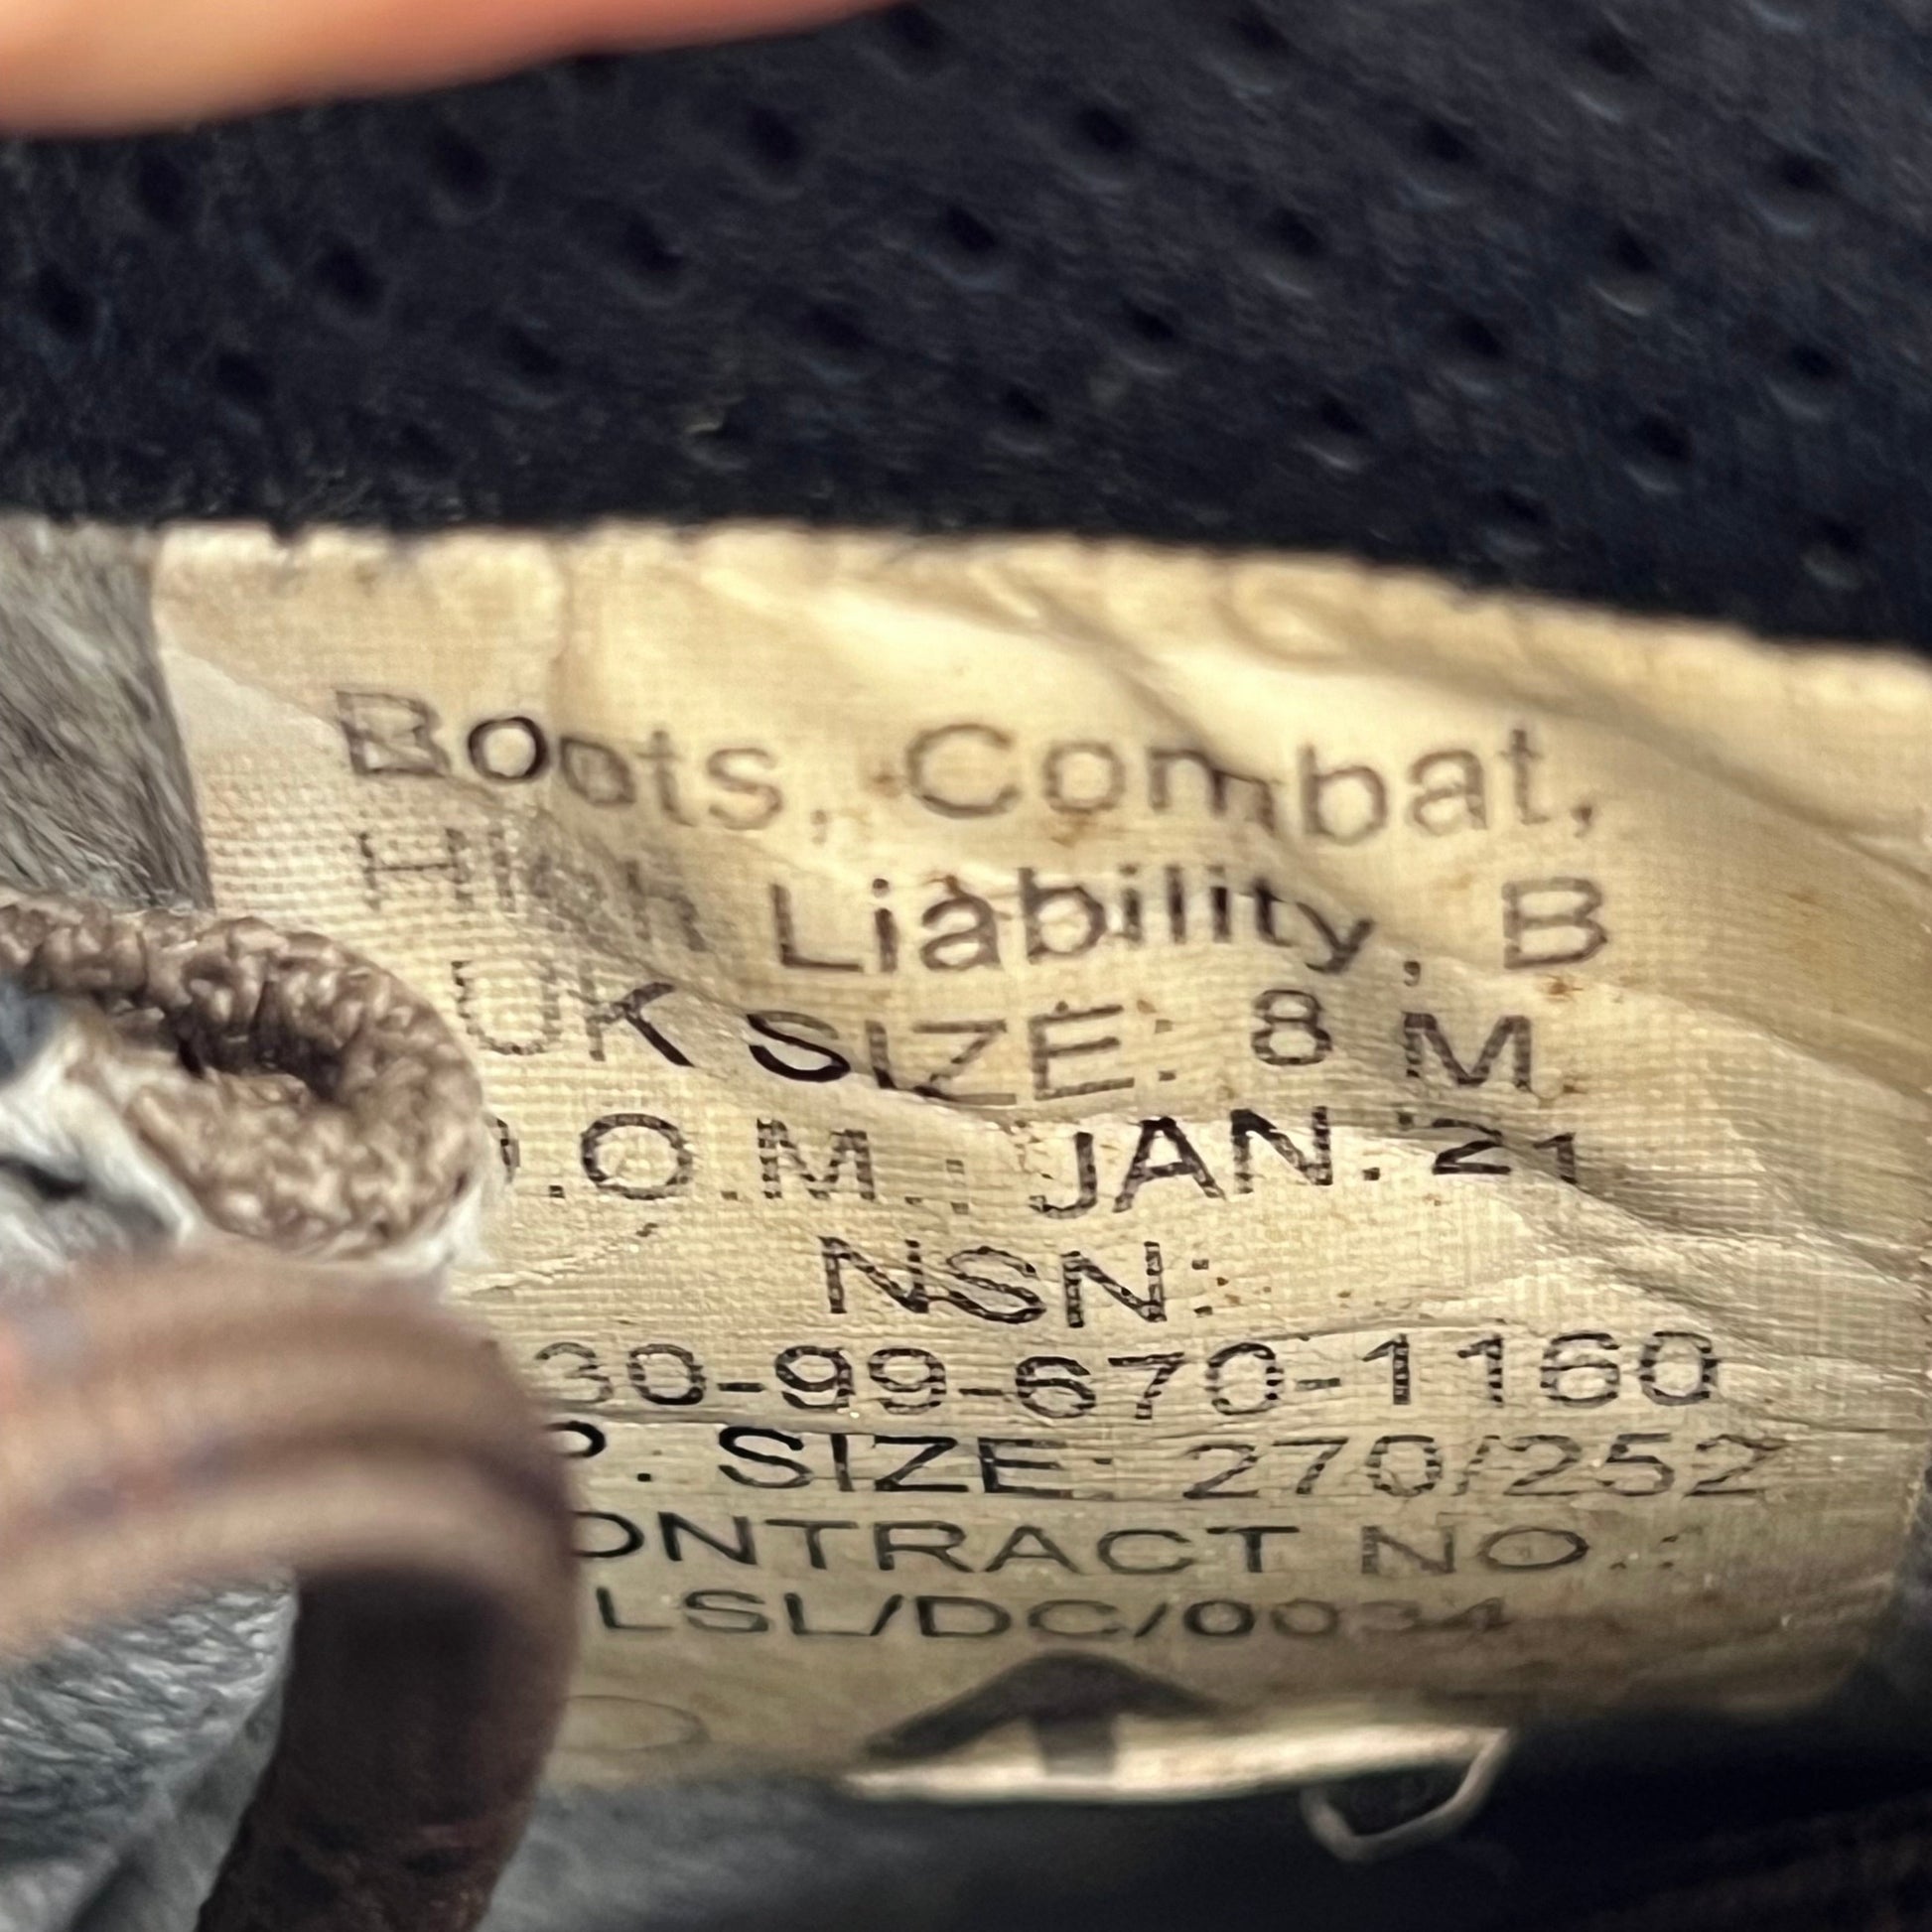 Boots, Combat,
High Liability, B
UK SIZE: 8 M
.O.M.: JAN. 21
NSN:
30-99-670-1160
P. SIZE: 270/252
ONTRACT NO.:
LSL/DC/0034